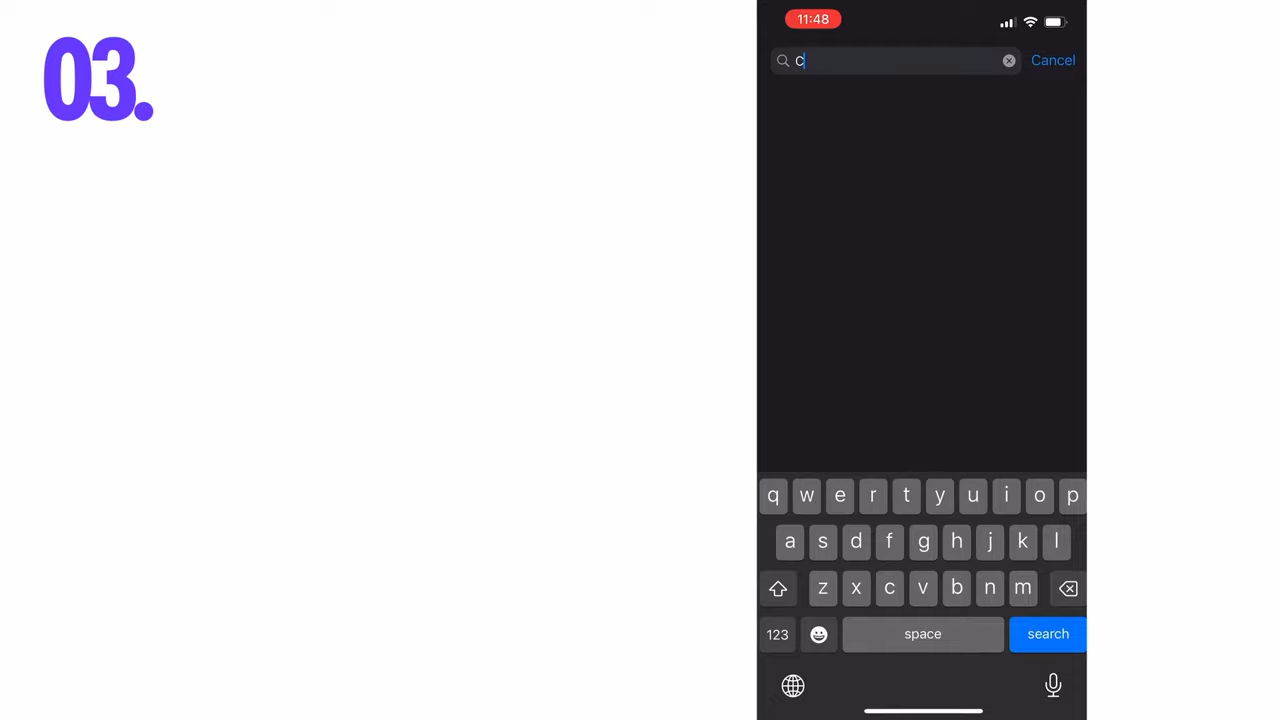 03.
11:48
C
Cancel
q w e r t y u i o p
a s d f g h j k l
z x c v b n m
123 space search